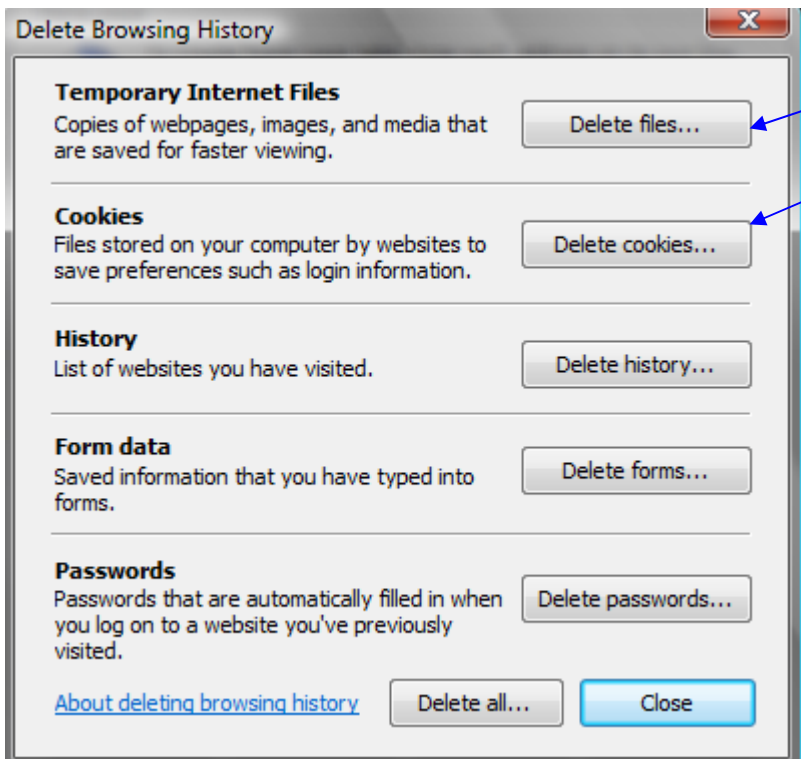 Delete Browsing History
X
Temporary Internet Files
Copies of webpages, images, and media that
are saved for faster viewing.
Delete files...
Cookies
Files stored on your computer by websites to
save preferences such as login information.
Delete cookies...
History
List of websites you have visited.
Delete history...
Form data
Saved information that you have typed into
forms.
Delete forms...
Passwords
Passwords that are automatically filled in when
you log on to a website you've previously
visited.
Delete passwords...
About deleting browsing history
Delete all...
Close